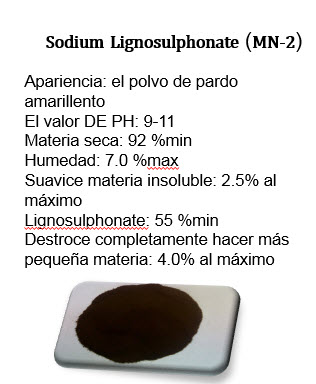 Sodium Lignosulphonate (MN-2)
Apariencia: el polvo de pardo
amarillento
El valor DE PH: 9-11
Materia seca: 92 %min
Humedad: 7.0 %max
Suavice materia insoluble: 2.5% al
máximo
Lignosulphonate: 55 %min
Destroce completamente hacer más
pequeña materia: 4.0% al máximo